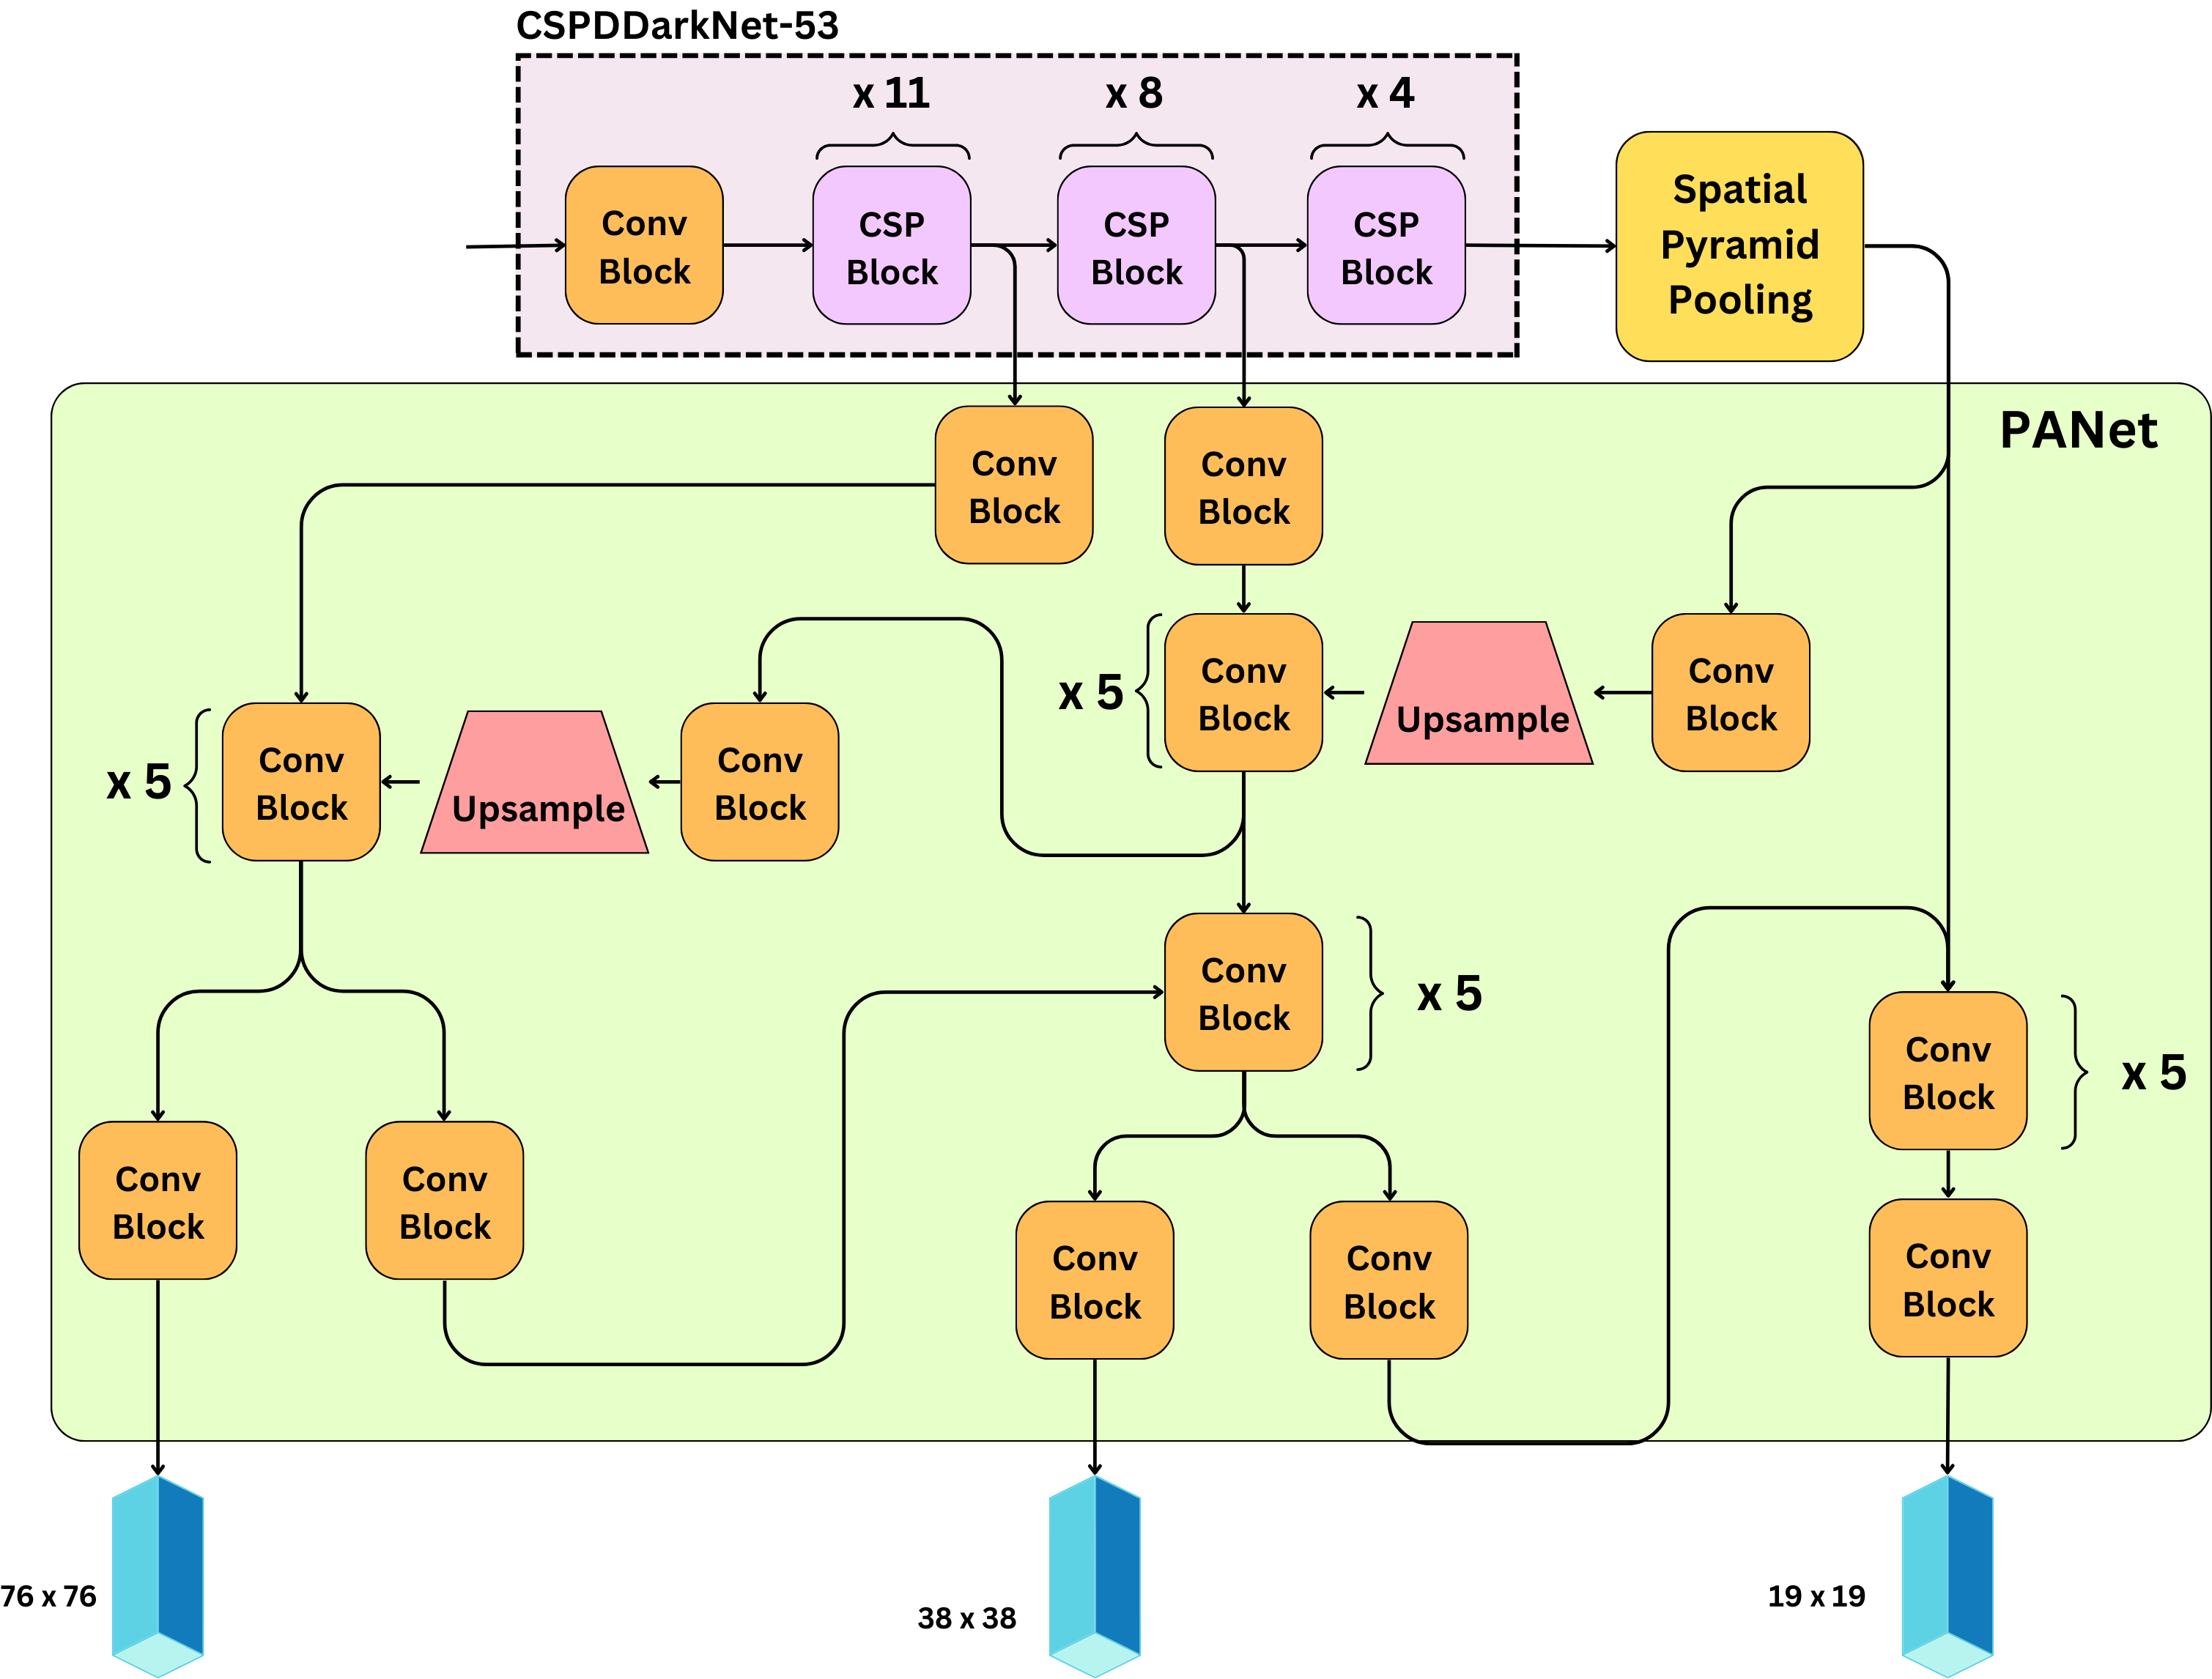 CSPDDarkNet-53
x 11
x 8
x 4
Conv
Block
CSP
Block
CSP
Block
CSP
Block
Spatial
Pyramid
Pooling
PANet
Conv
Block
Conv
Block
x 5
Conv
Block
Upsample
Conv
Block
x 5
Conv
Block
Upsample
Conv
Block
Conv
Block
x 5
Conv
Block
x 5
Conv
Block
Conv
Block
Conv
Block
Conv
Block
Conv
Block
76 x 76
38 x 38
19 x 19